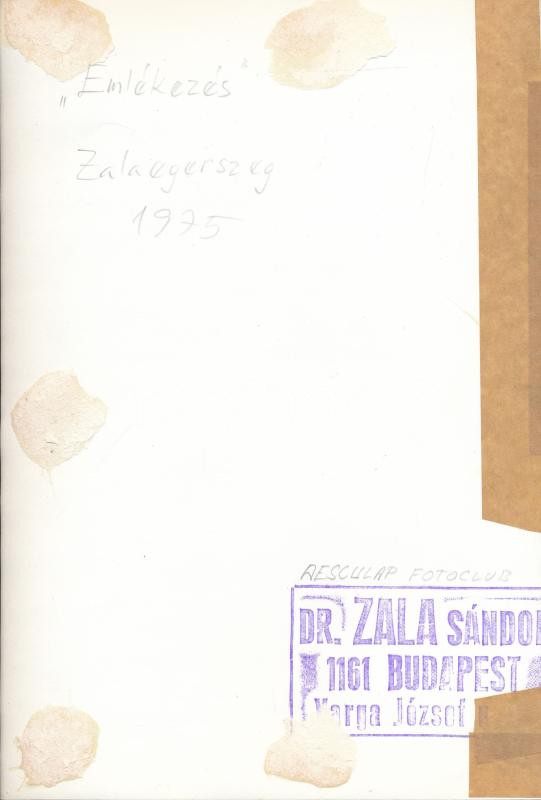 „Emlékezés"
Zalaegerszeg
1975
AESCULAP FOTOCLUB
DR. ZALA SÁNDOR
1161 BUDAPEST
Varga József u